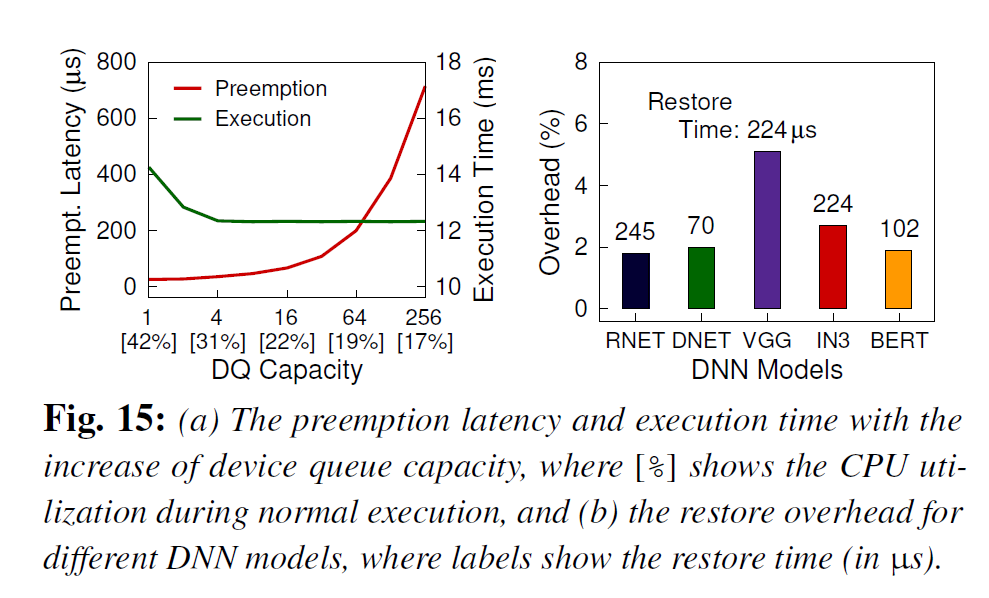 Prempt. Latency (μs)
800
600
400
200
0
Preemption
Execution
18
16
14
12
10
Execution Time (ms)
1 4 16 64 256
[42%] [31%] [22%] [19%] [17%]
DQ Capacity
Overhead (%)
8
6
4
2
0
Restore
Time: 224 μs
245 70 224 102
RNET DNET VGG IN3 BERT
DNN Models
Fig. 15: (a) The preemption latency and execution time with the
increase of device queue capacity, where [%] shows the CPU uti-
lization during normal execution, and (b) the restore overhead for
different DNN models, where labels show the restore time (in μs).